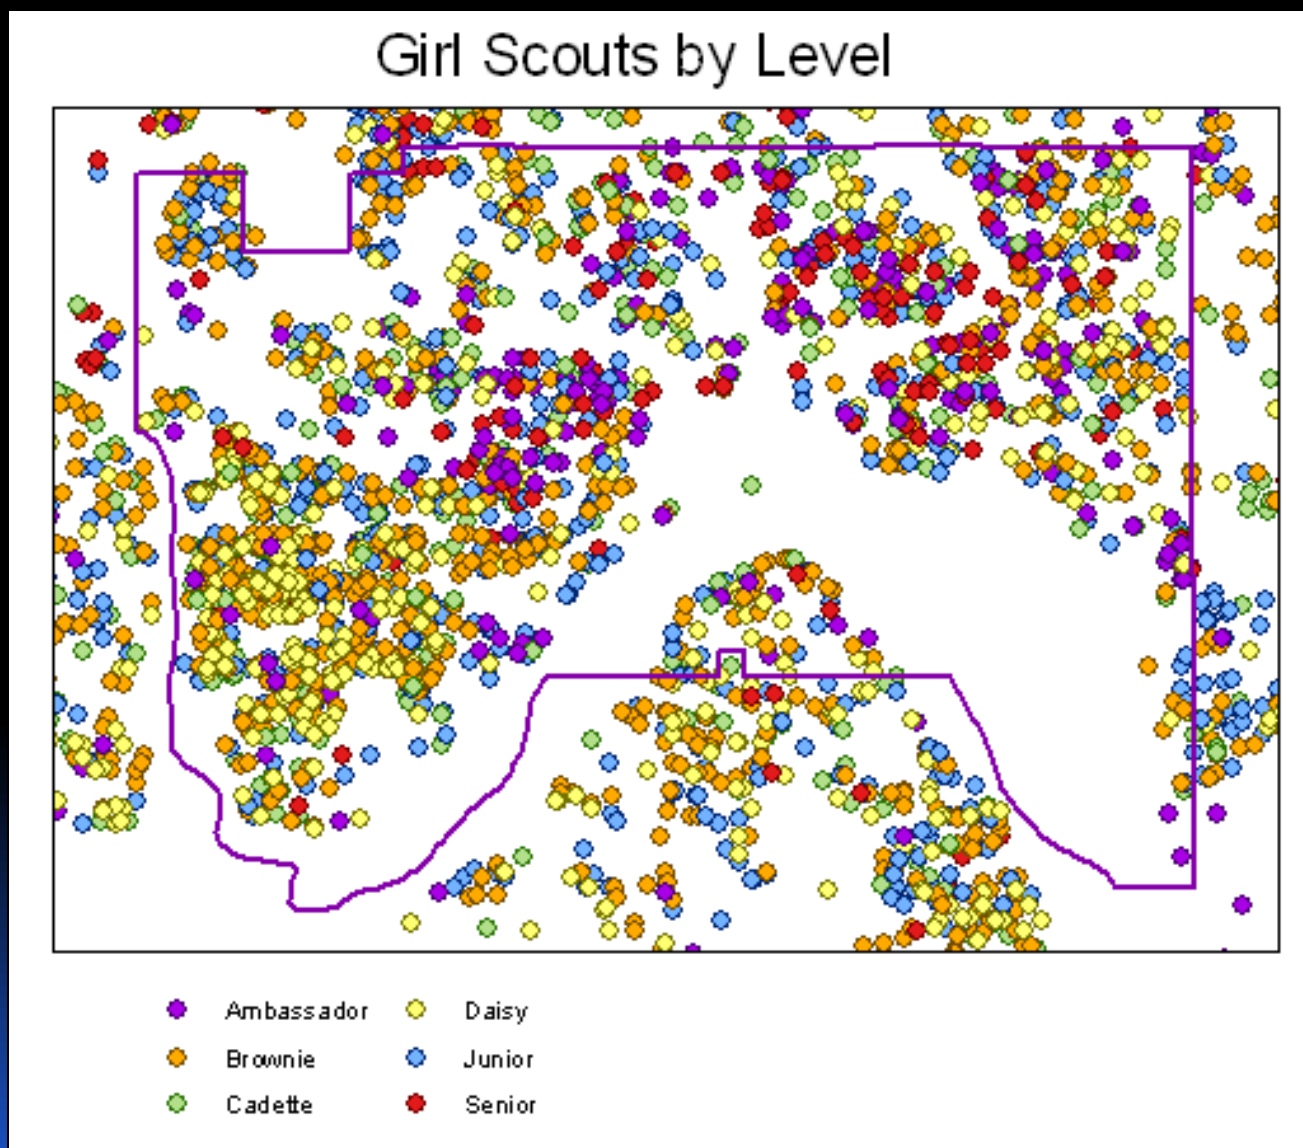 Girl Scouts by Level
Ambassador
Daisy
Brownie
Junior
Cadette
Senior